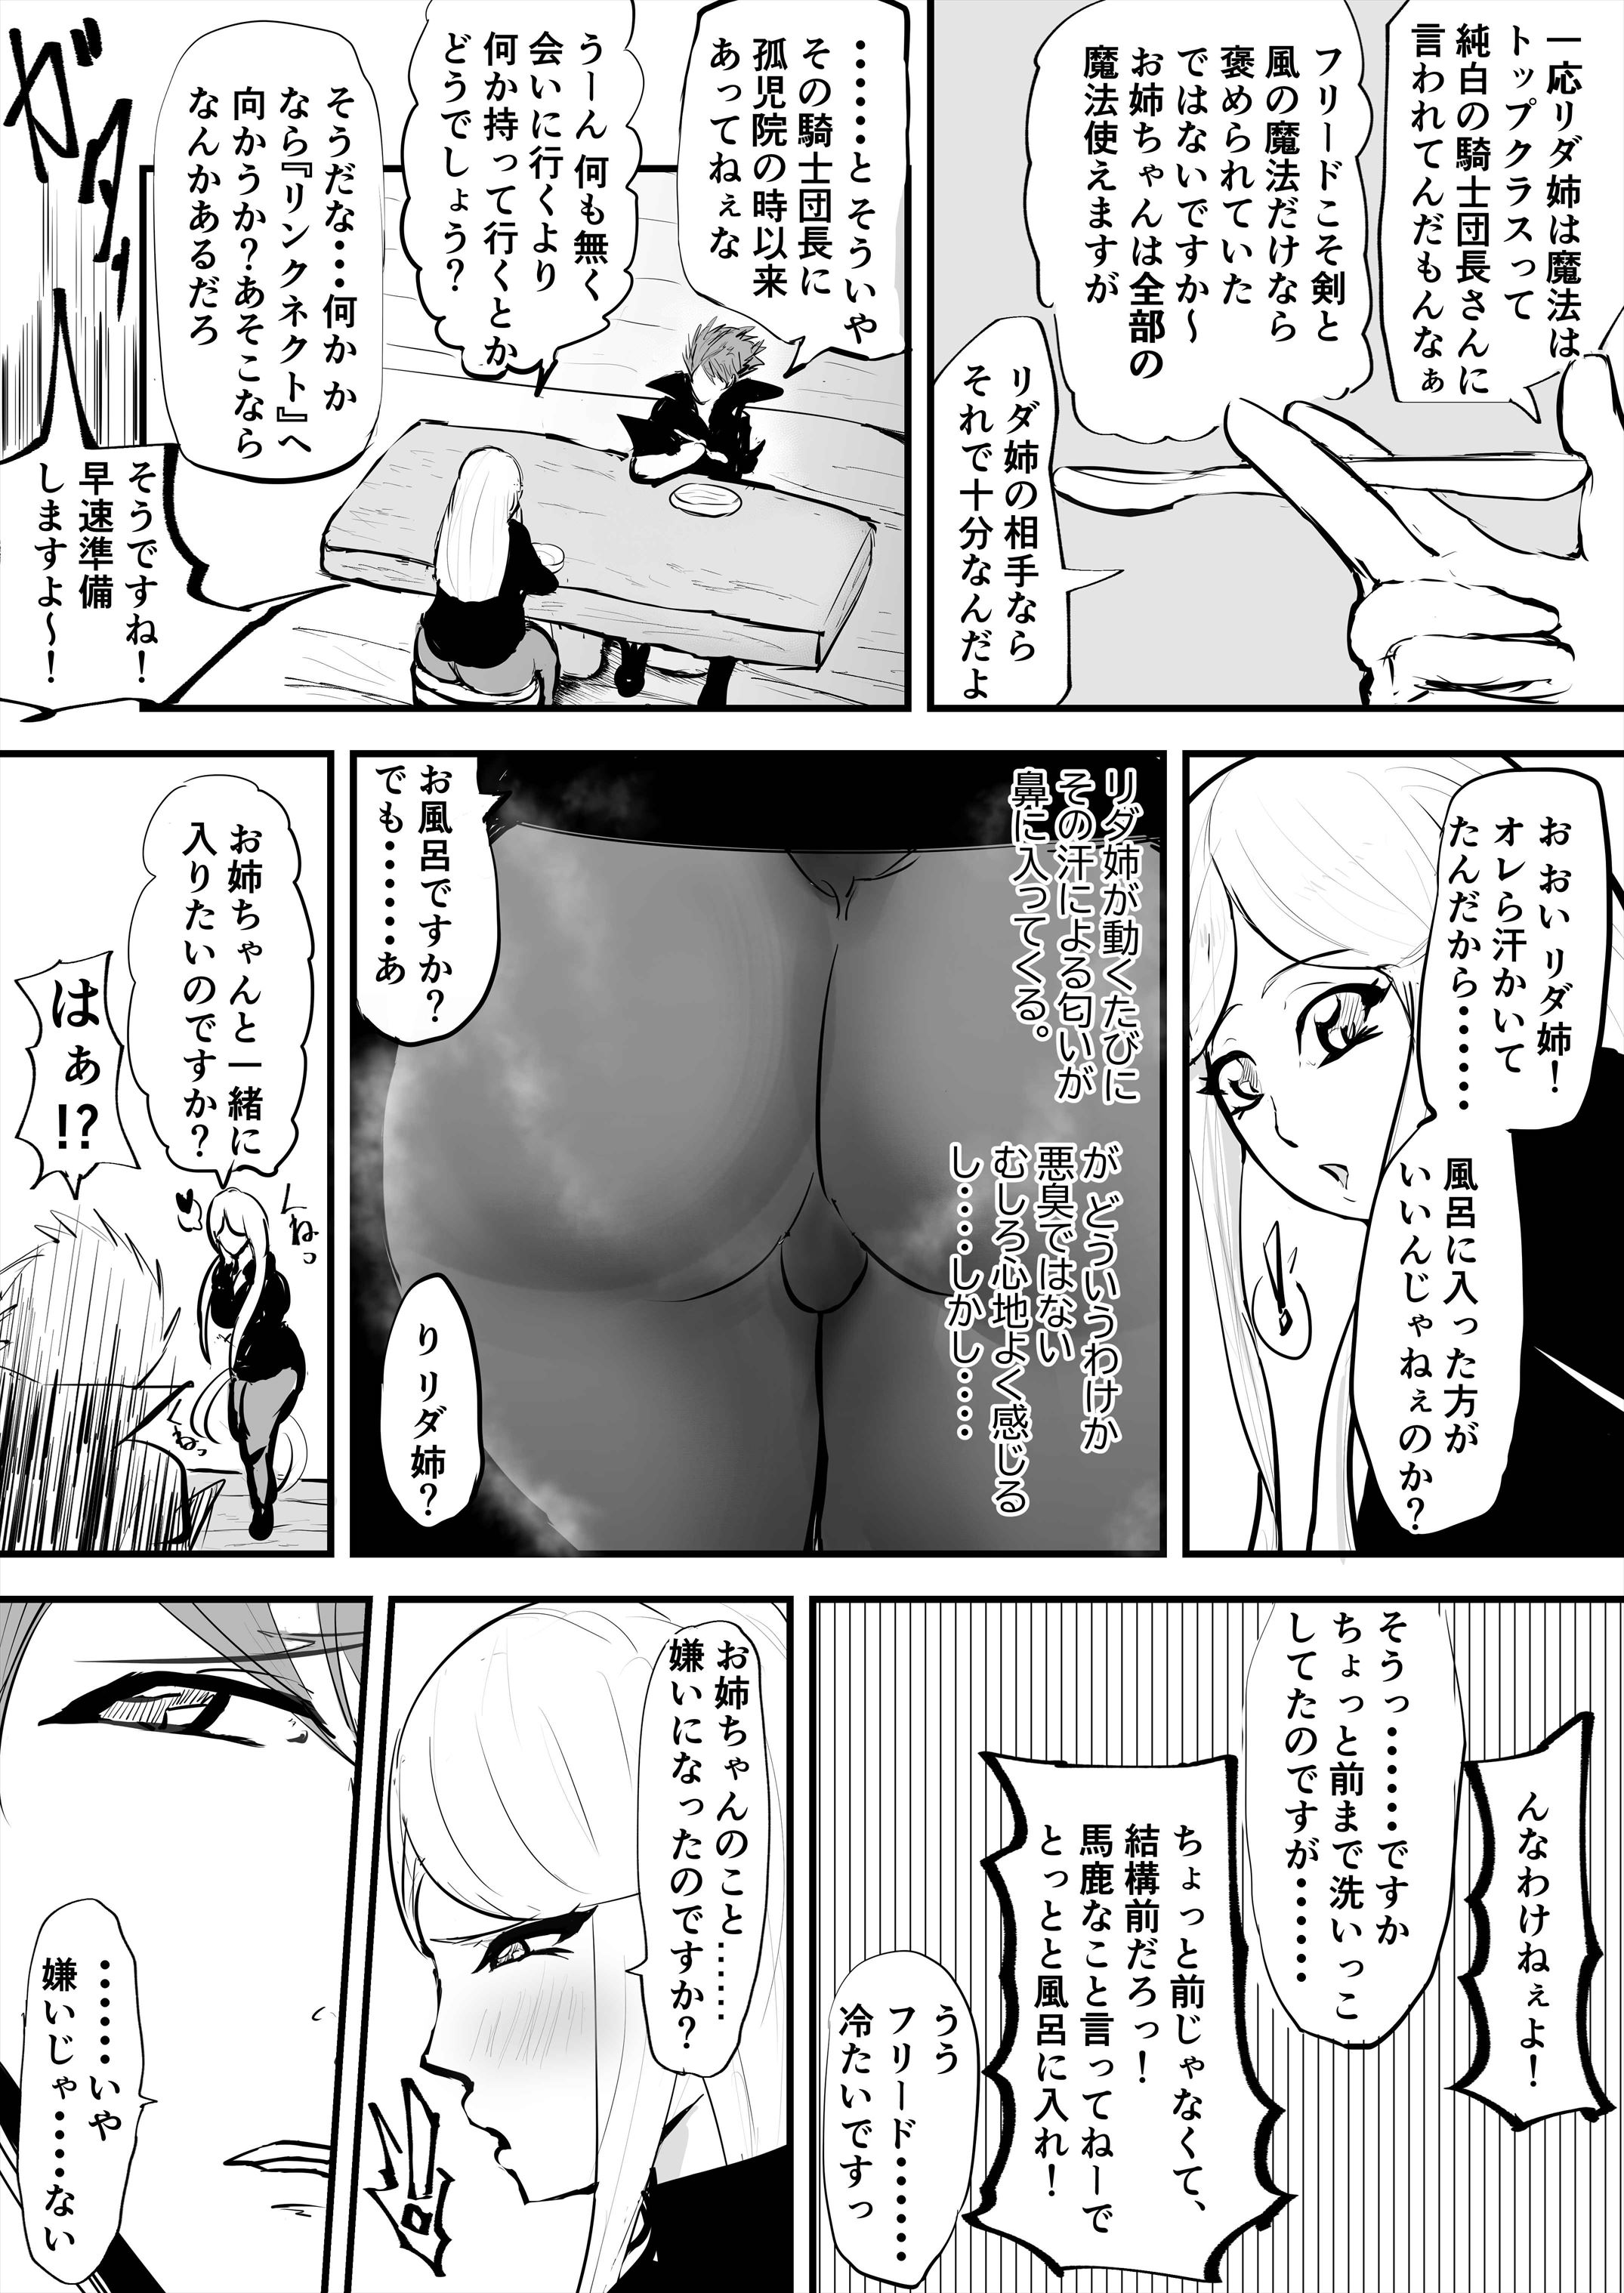 一応リダ姉は魔法は
トップクラスって
純白の騎士団長さんに
言われてんだもんなぁ
フリードこそ剣と
風の魔法だけなら
褒められていた
ではないですか～
お姉ちゃんは全部の
魔法使えますが
リダ姉の相手なら
それで十分なんだよ
・・・・・・とそういや
その騎士団長に
孤児院の時以来
あってねぇな
うーん 何も無く
会いに行くより
何か持って行くとか
どうでしょう？
そうだな・・・何か か
なら『リンクネクト』へ
向かうか？あそこなら
なんかあるだろ
ガタッ
そうですね！
早速準備
しますよ～！
お おい リダ姉！
オレら汗かいて
たんだから・・・・・・
風呂に入った方が
いいんじゃねぇのか？
リダ姉が動くたびに
その汗による匂いが
鼻に入ってくる。
が どういうわけか
悪臭ではない
むしろ心地よく感じる
し・・・・・しかし・・・・・
お風呂ですか？
でも・・・・・・・あ
りリダ姉？
お姉ちゃんと一緒に
入りたいのですか？
くねっ
くねっ
はぁ!?
んなわけねぇよ！
そうっ・・・・・・ですか
ちょっと前まで洗いっこ
してたのですが・・・・・・
ちょっと前じゃなくて、
結構前だろっ！
馬鹿なこと言ってねーで
とっとと風呂に入れ！
うう
フリード・・・・・・・
冷たいですっ
お姉ちゃんのこと……
嫌いになったのですか？
・・・・・・いや
嫌いじゃ・・・・・ない